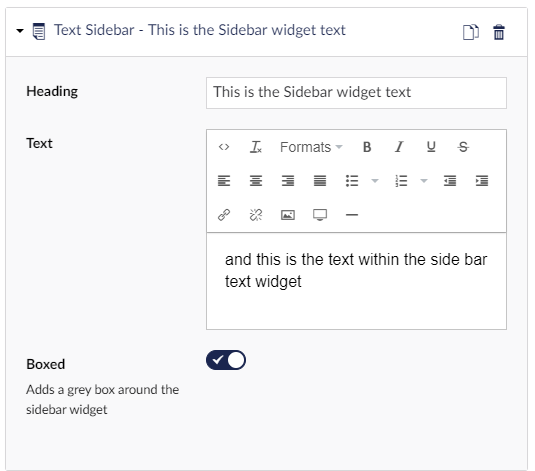 Text Sidebar - This is the Sidebar widget text
Heading
This is the Sidebar widget text
Text
Formats
B I U S
and this is the text within the side bar
text widget
Boxed
Adds a grey box around the
sidebar widget